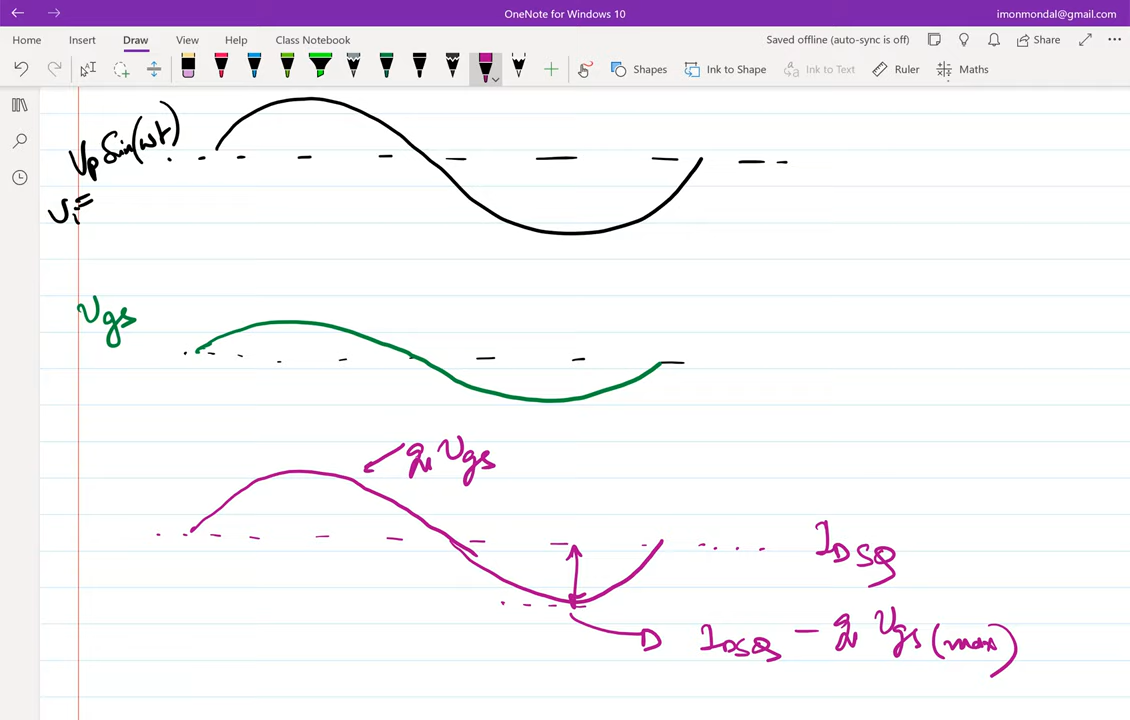 OneNote for Windows 10
imonmondal@gmail.com
Home Insert Draw View Help Class Notebook
Saved offline (auto-sync is off)
Share
Shapes
Ink to Shape
Ink to Text
Ruler
Maths
Vp Sin(wt)
vi =
Vgs
gm Vgs
IDSQ
IDSQ - gm Vgs (max)